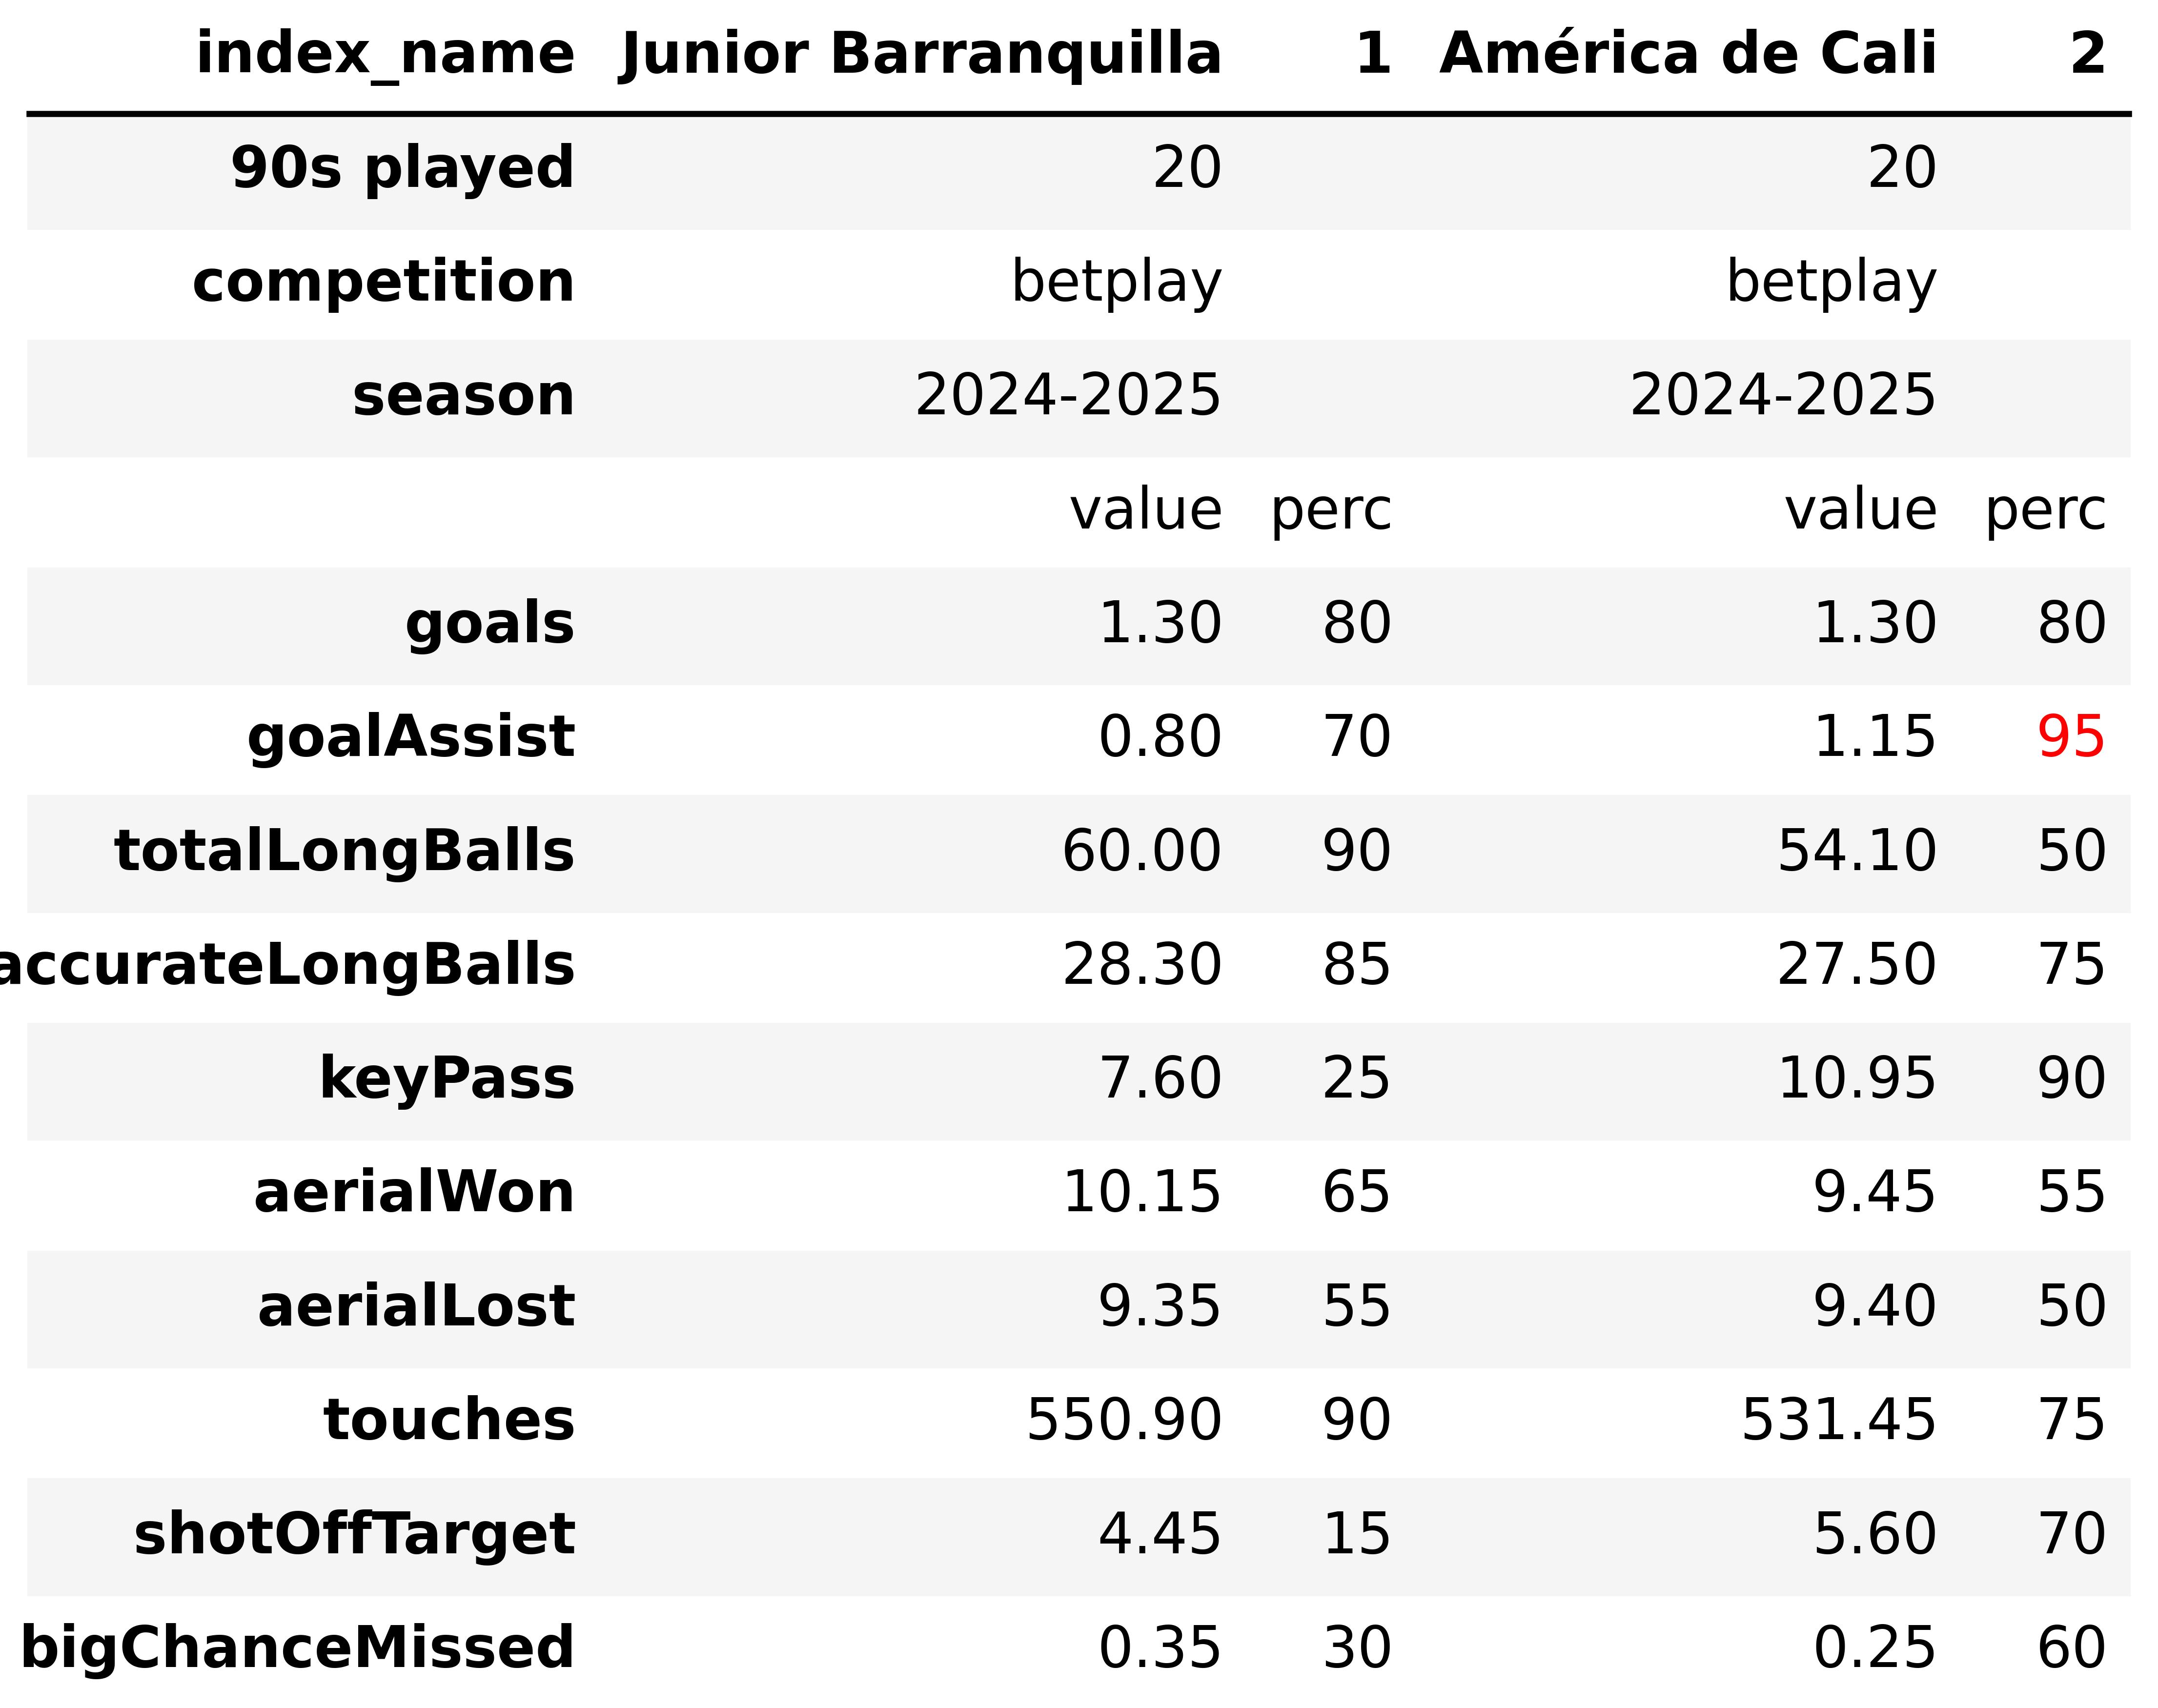 index_name Junior Barranquilla 1 América de Cali 2
90s played 20 20
competition betplay betplay
season 2024-2025 2024-2025
value perc value perc
goals 1.30 80 1.30 80
goalAssist 0.80 70 1.15 95
totalLongBalls 60.00 90 54.10 50
accurateLongBalls 28.30 85 27.50 75
keyPass 7.60 25 10.95 90
aerialWon 10.15 65 9.45 55
aerialLost 9.35 55 9.40 50
touches 550.90 90 531.45 75
shotOffTarget 4.45 15 5.60 70
bigChanceMissed 0.35 30 0.25 60